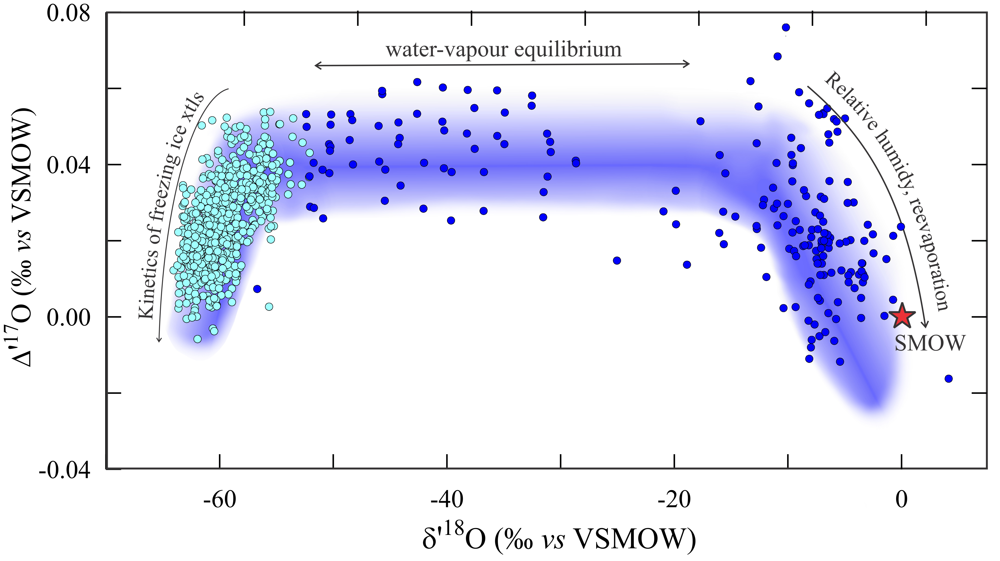 0.08
0.04
0.00
-0.04
Δ'¹⁷O (‰ vs VSMOW)
water-vapour equilibrium
Kinetics of freezing ice xtls
Relative humidy, reevaporation
SMOW
-60
-40
-20
0
δ'¹⁸O (‰ vs VSMOW)